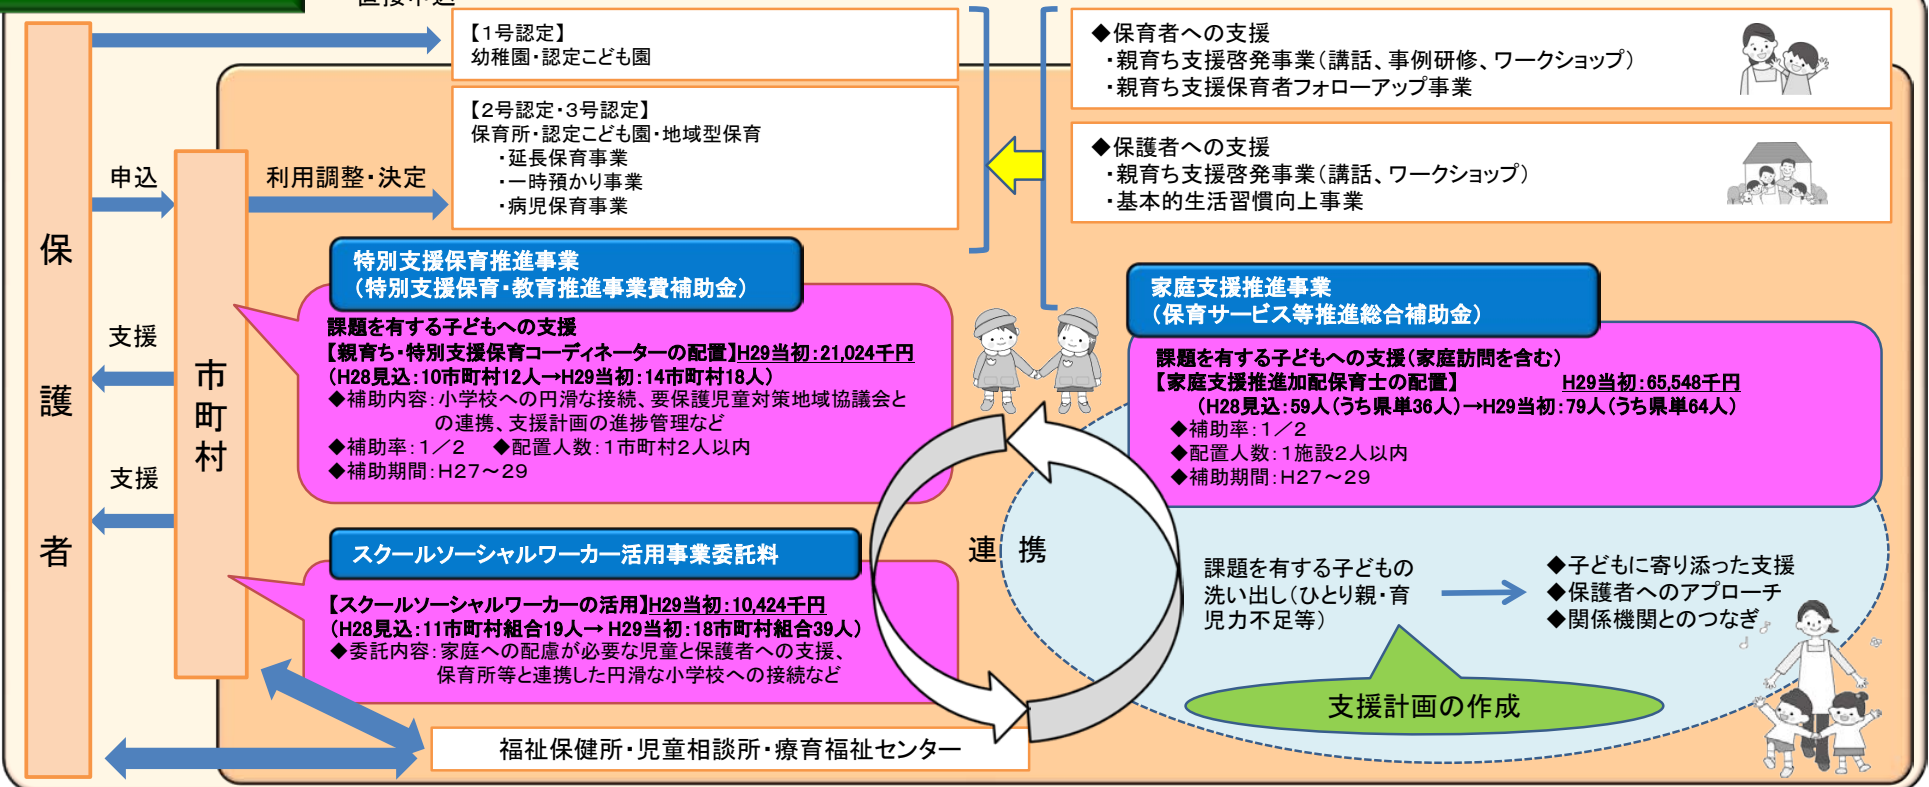 直接申込
【１号認定】
幼稚園・認定こども園
【２号認定・３号認定】
保育所・認定こども園・地域型保育
・延長保育事業
・一時預かり事業
・病児保育事業
◆保育者への支援
・親育ち支援啓発事業（講話、事例研修、ワークショップ）
・親育ち支援保育者フォローアップ事業
◆保護者への支援
・親育ち支援啓発事業（講話、ワークショップ）
・基本的生活習慣向上事業
保護者
申込
市町村
利用調整・決定
支援
支援
特別支援保育推進事業
（特別支援保育・教育推進事業費補助金）
課題を有する子どもへの支援
【親育ち・特別支援保育コーディネーターの配置】H29当初：21,024千円
（H28見込：10市町村12人→H29当初：14市町村18人）
◆補助内容：小学校への円滑な接続、要保護児童対策地域協議会と
の連携、支援計画の進捗管理など
◆補助率：１／２　◆配置人数：１市町村２人以内
◆補助期間：H27～29
家庭支援推進事業
（保育サービス等推進総合補助金）
課題を有する子どもへの支援（家庭訪問を含む）
【家庭支援推進加配保育士の配置】　H29当初：65,548千円
（H28見込：59人（うち県単36人）→H29当初：79人（うち県単64人）
◆補助率：１／２
◆配置人数：１施設２人以内
◆補助期間：H27～29
スクールソーシャルワーカー活用事業委託料
【スクールソーシャルワーカーの活用】H29当初：10,424千円
（H28見込：11市町村組合19人→ H29当初：18市町村組合39人）
◆委託内容：家庭への配慮が必要な児童と保護者への支援、
保育所等と連携した円滑な小学校への接続など
連携
課題を有する子どもの
洗い出し（ひとり親・育
児力不足等）
◆子どもに寄り添った支援
◆保護者へのアプローチ
◆関係機関とのつなぎ
支援計画の作成
福祉保健所・児童相談所・療育福祉センター